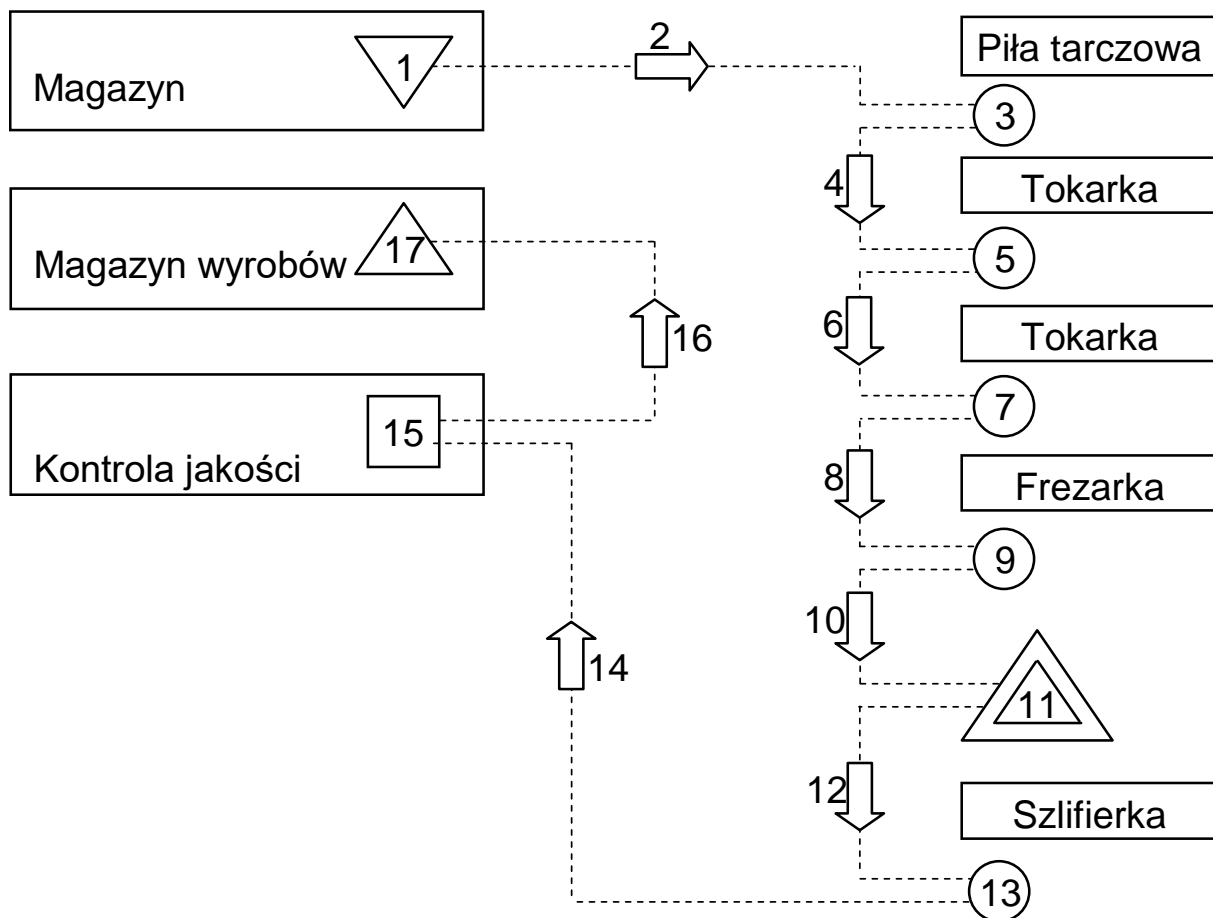 Magazyn
1
2
Piła tarczowa
3
4
Tokarka
5
Magazyn wyrobów
17
16
6
Tokarka
7
Kontrola jakości
15
8
Frezarka
9
10
14
11
12
Szlifierka
13